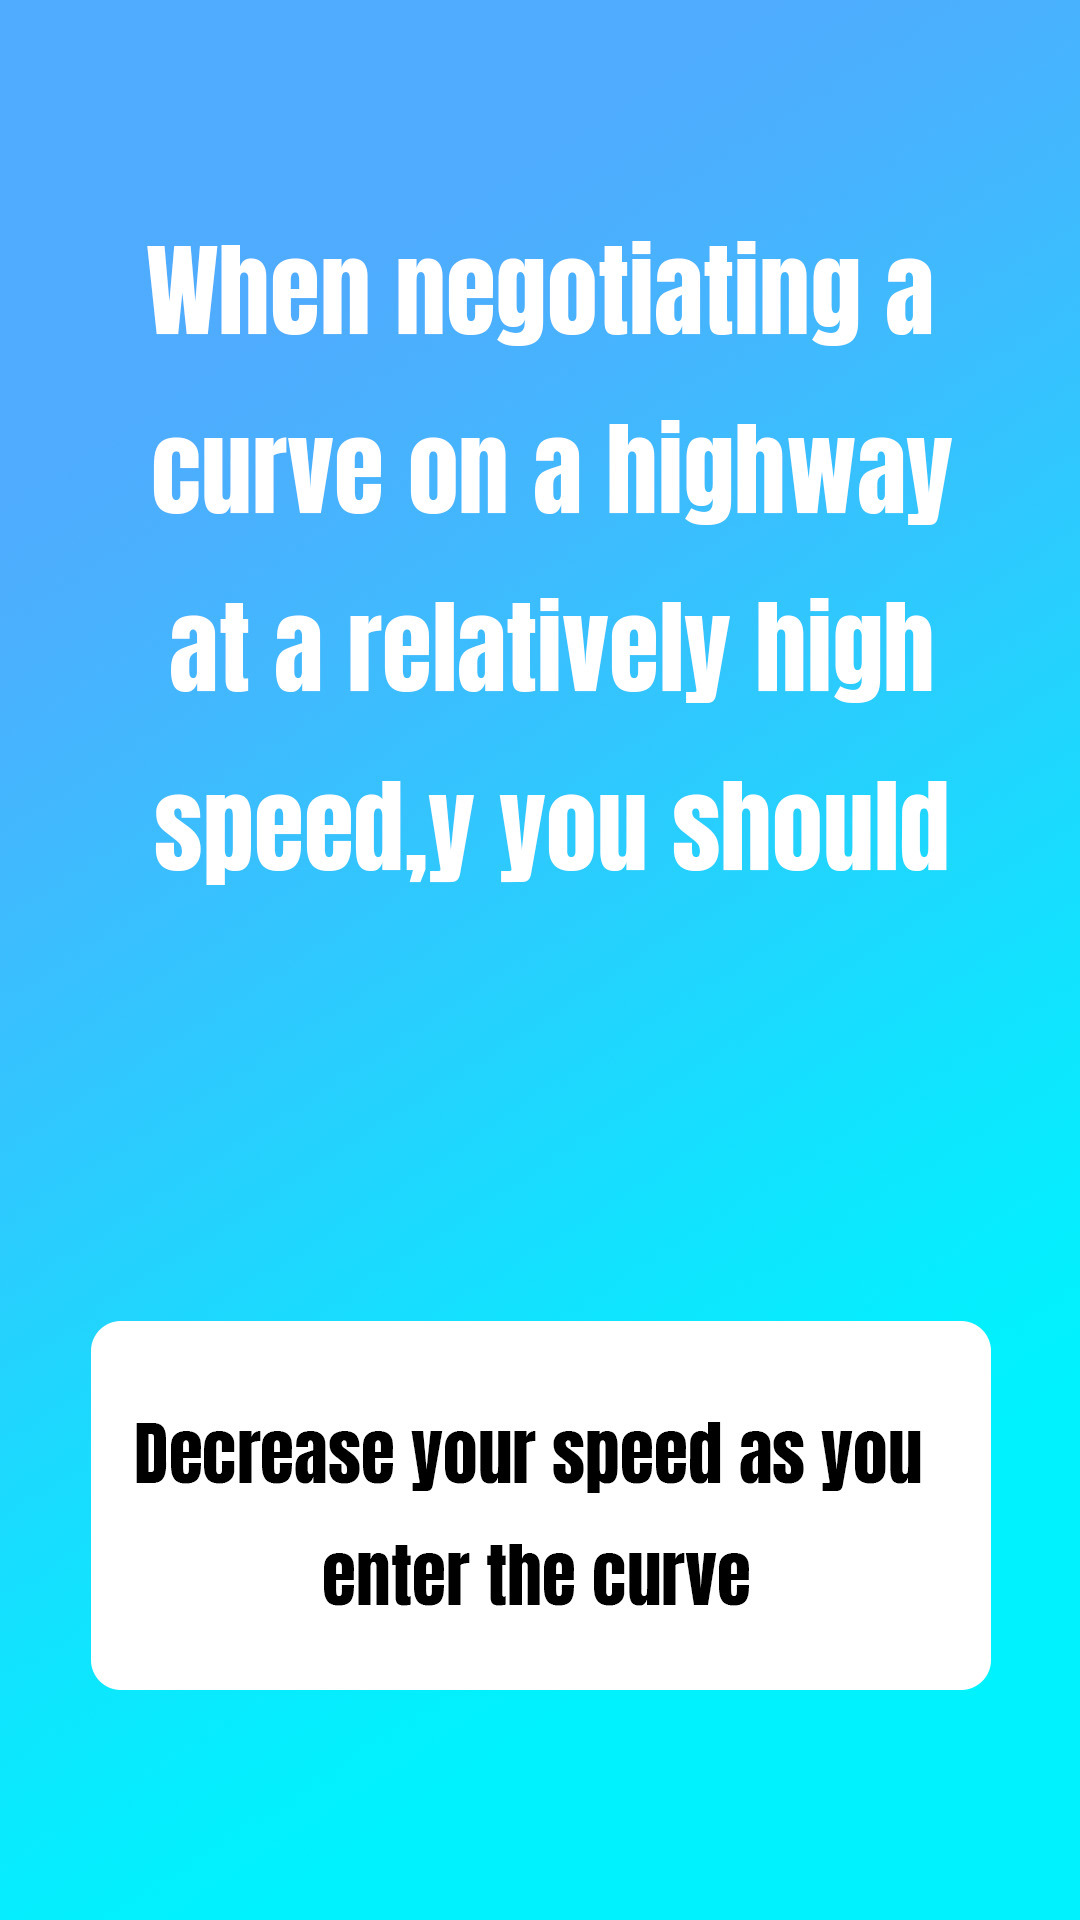 When negotiating a
curve on a highway
at a relatively high
speed,y you should
Decrease your speed as you
enter the curve